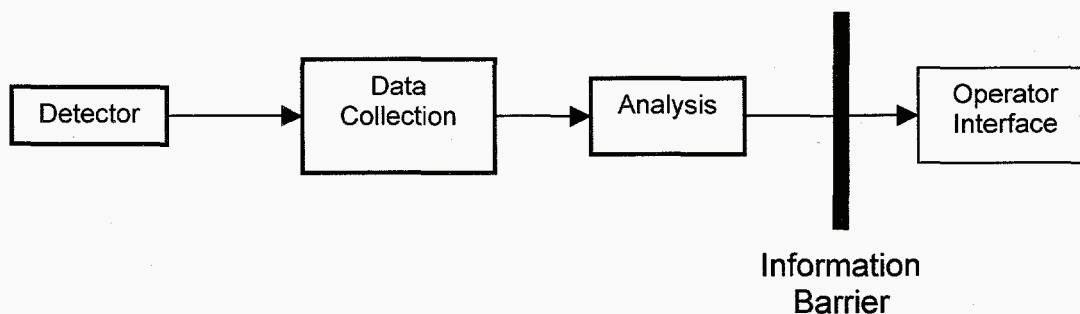 Detector
Data
Collection
Analysis
Operator
Interface
Information
Barrier